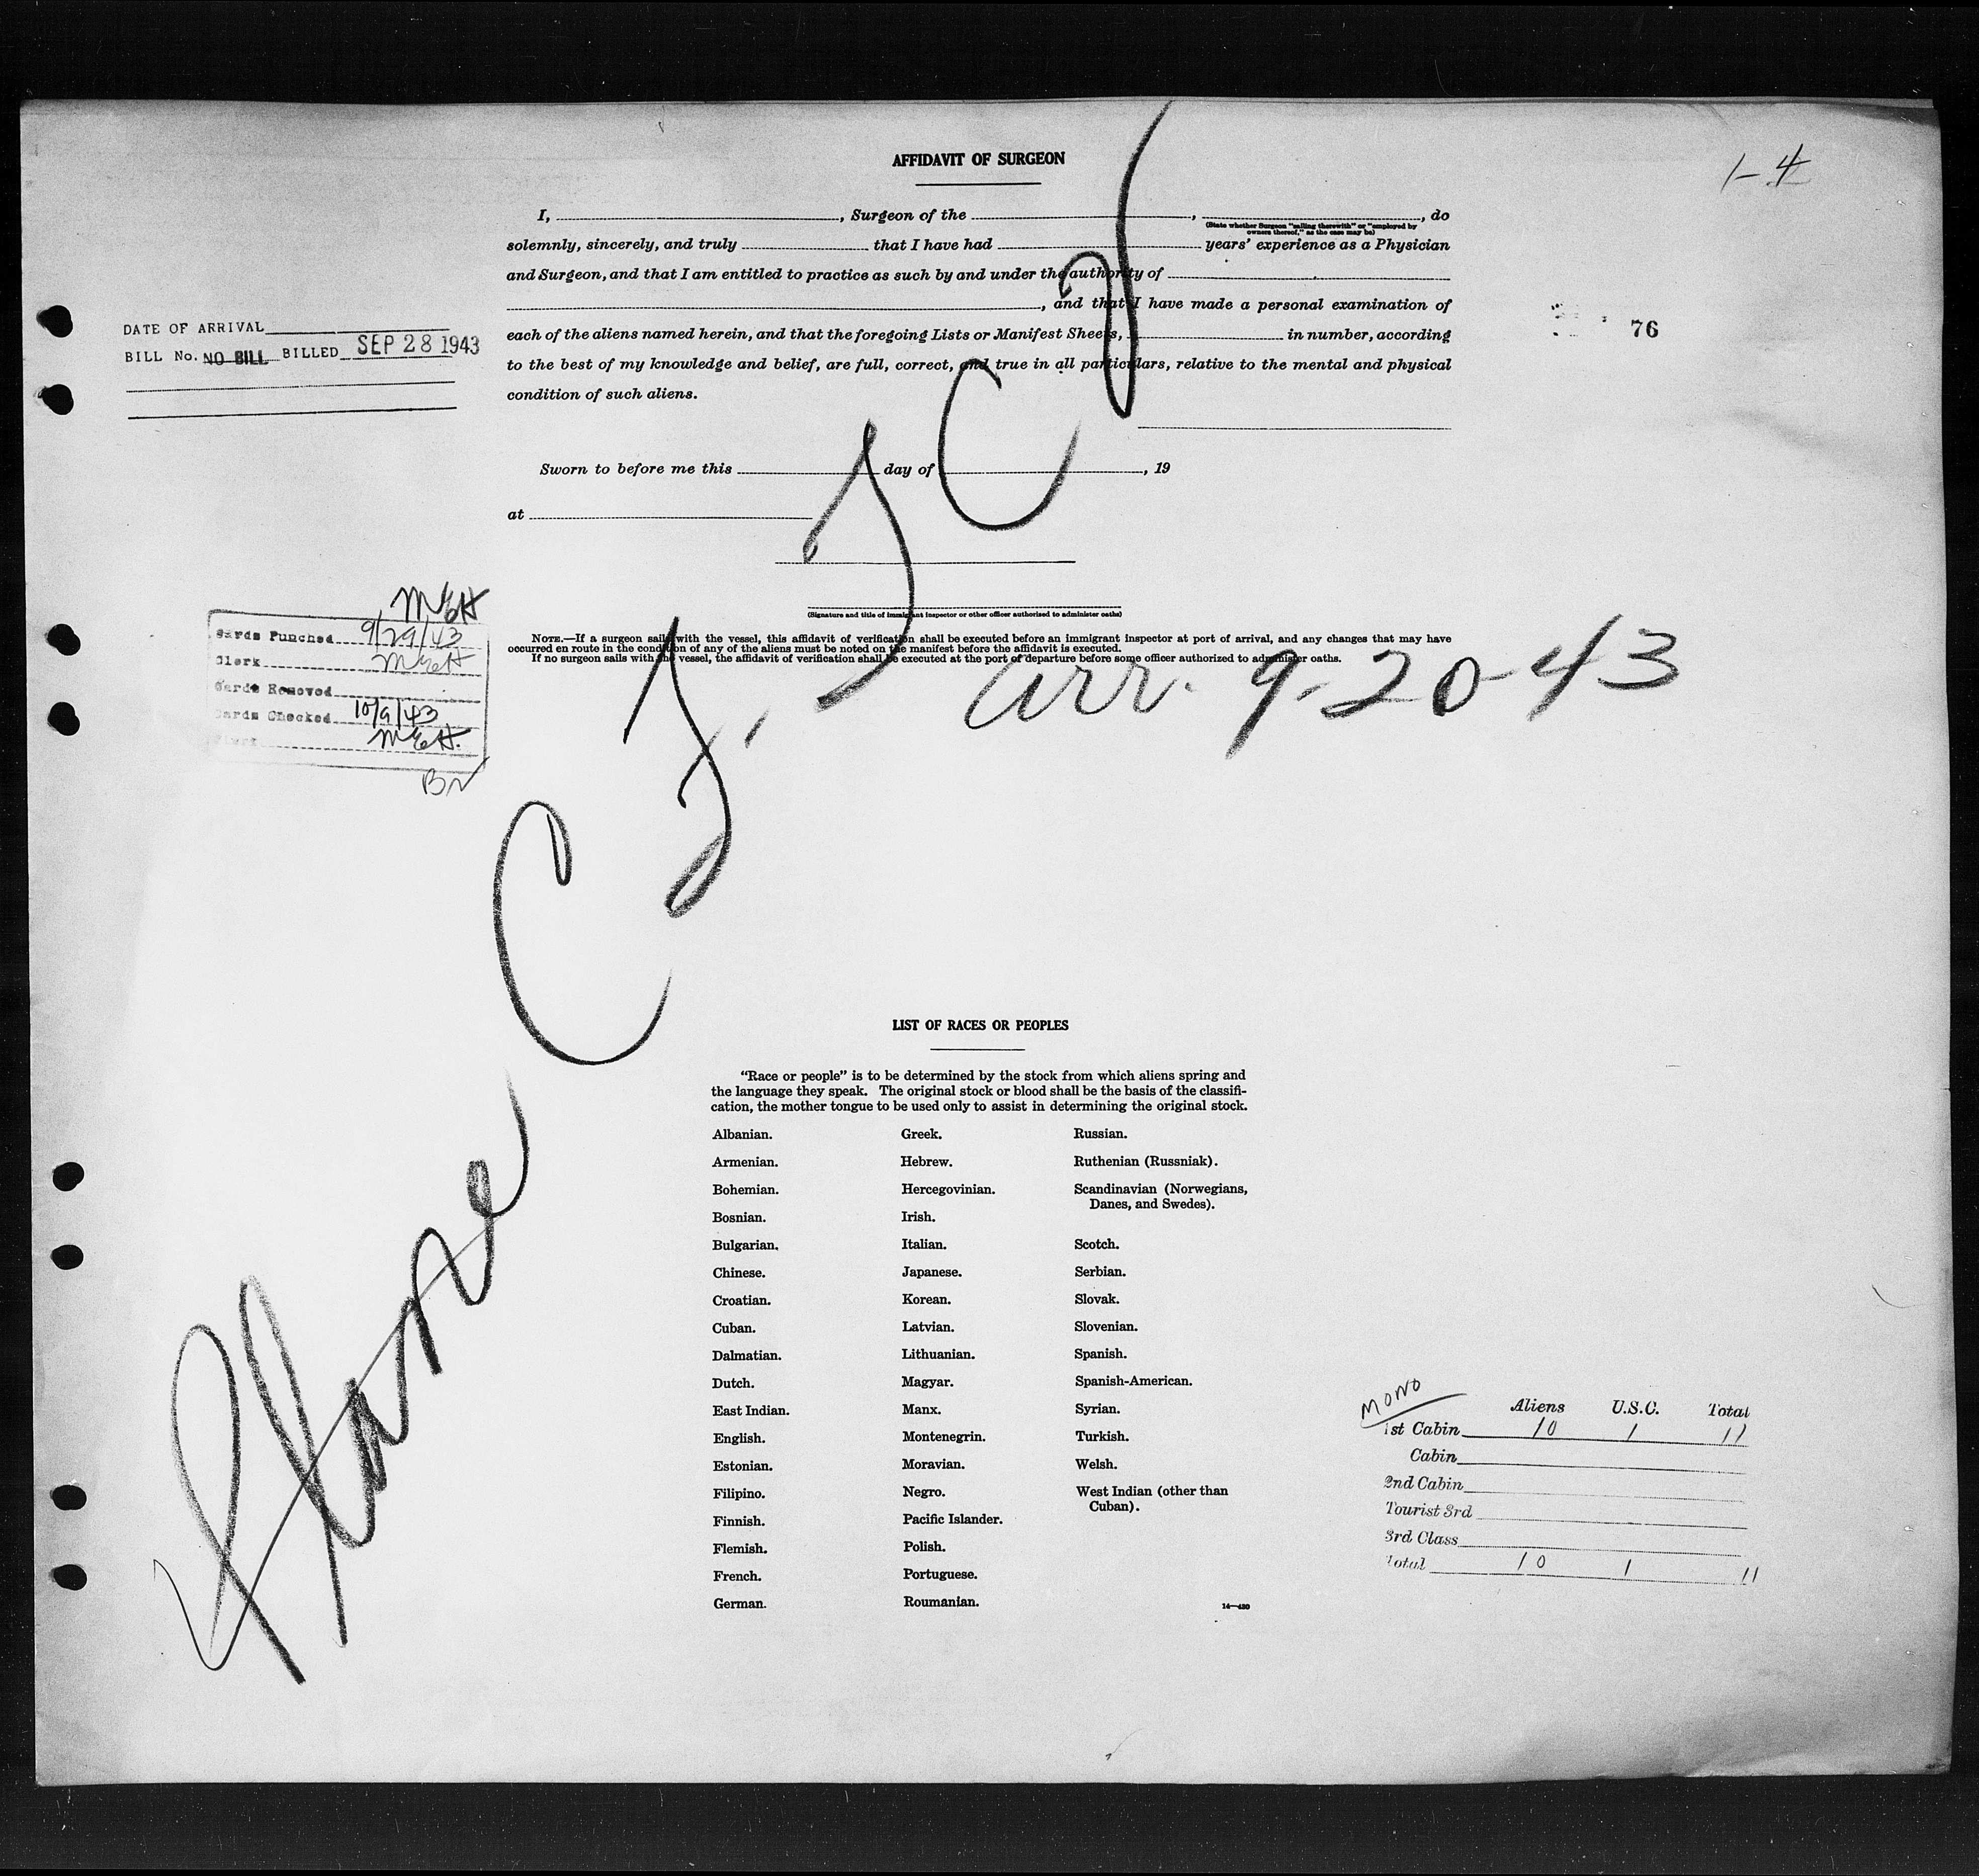 AFFIDAVIT OF SURGEON
1-4
I, , Surgeon of the , , do
(State whether Surgeon "sailing therewith" or "employed by owners thereof," as the case may be)
solemnly, sincerely, and truly that I have had years' experience as a Physician
and Surgeon, and that I am entitled to practice as such by and under the authority of
, and that I have made a personal examination of
each of the aliens named herein, and that the foregoing Lists or Manifest Sheets, in number, according
to the best of my knowledge and belief, are full, correct, and true in all particulars, relative to the mental and physical
condition of such aliens.
76
DATE OF ARRIVAL
BILL No. NO BILL BILLED SEP 28 1943
Sworn to before me this day of , 19
at
(Signature and title of immigrant inspector or other officer authorized to administer oaths)
NOTE.—If a surgeon sails with the vessel, this affidavit of verification shall be executed before an immigrant inspector at port of arrival, and any changes that may have
occurred en route in the condition of any of the aliens must be noted on the manifest before the affidavit is executed.
If no surgeon sails with the vessel, the affidavit of verification shall be executed at the port of departure before some officer authorized to administer oaths.
MEH
Cards Punched 9/29/43
Clerk MEH
Cards Removed
Cards Checked 10/9/43
Clerk MEH.
arr. 9-20-43
Plane
LIST OF RACES OR PEOPLES
"Race or people" is to be determined by the stock from which aliens spring and
the language they speak. The original stock or blood shall be the basis of the classifi-
cation, the mother tongue to be used only to assist in determining the original stock.
Albanian.
Armenian.
Bohemian.
Bosnian.
Bulgarian.
Chinese.
Croatian.
Cuban.
Dalmatian.
Dutch.
East Indian.
English.
Estonian.
Filipino.
Finnish.
Flemish.
French.
German.
Greek.
Hebrew.
Hercegovinian.
Irish.
Italian.
Japanese.
Korean.
Latvian.
Lithuanian.
Magyar.
Manx.
Montenegrin.
Moravian.
Negro.
Pacific Islander.
Polish.
Portuguese.
Roumanian.
Russian.
Ruthenian (Russniak).
Scandinavian (Norwegians,
Danes, and Swedes).
Scotch.
Serbian.
Slovak.
Slovenian.
Spanish.
Spanish-American.
Syrian.
Turkish.
Welsh.
West Indian (other than
Cuban).
14—480
MONO
Aliens U.S.C. Total
1st Cabin 10 1 11
Cabin
2nd Cabin
Tourist 3rd
3rd Class
Total 10 1 11